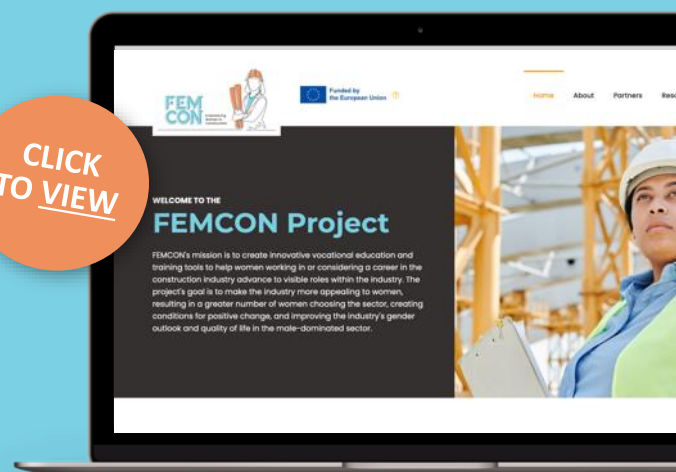 CLICK
TO VIEW
FEM
CON
Funded by
the European Union
Home About Partners Reso
WELCOME TO THE
FEMCON Project
FEMCON's mission is to create innovative vocational education and
training tools to help women working in or considering a career in the
construction industry advance to visible roles within the industry. The
project's goal is to make the industry more appealing to women,
resulting in a greater number of women choosing the sector, creating
conditions for positive change, and improving the industry's gender
outlook and quality of life in the male-dominated sector.